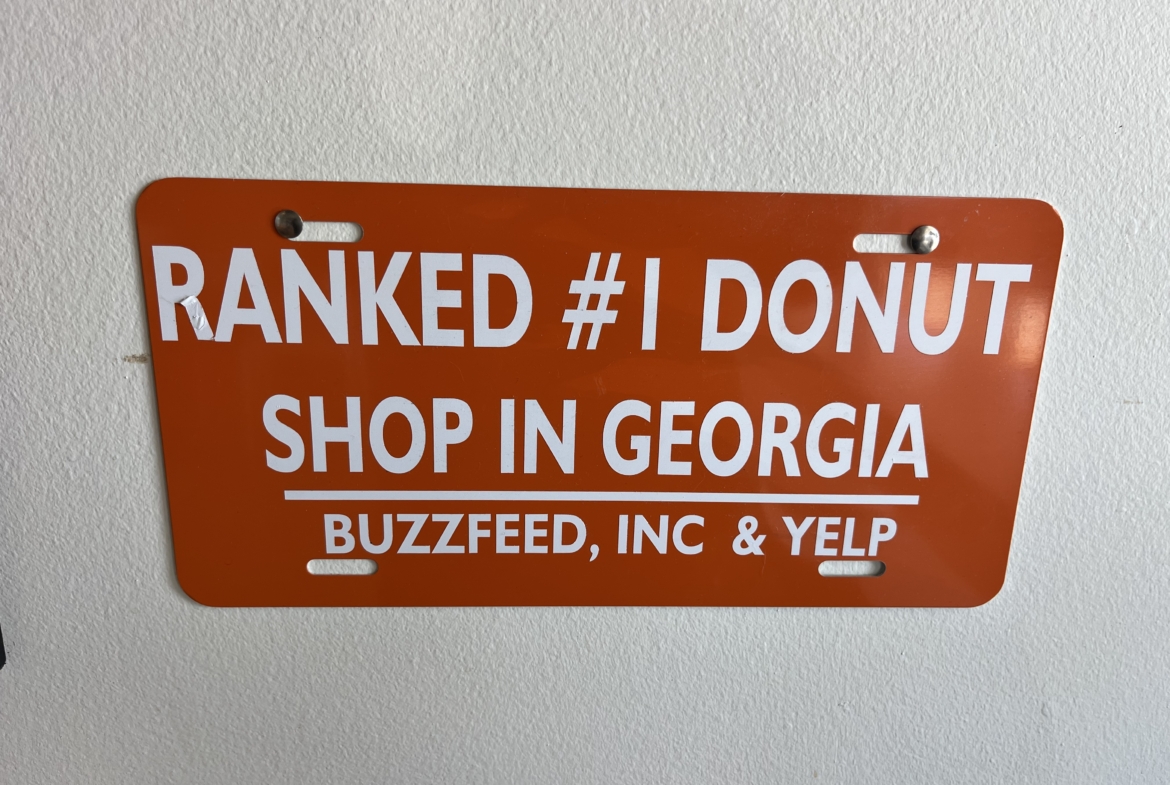 RANKED #1 DONUT
SHOP IN GEORGIA
BUZZFEED, INC & YELP